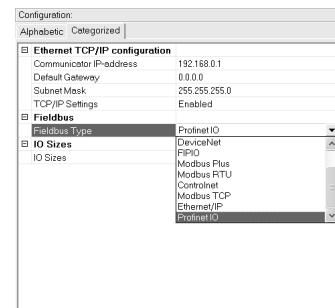 Configuration:
Alphabetic Categorized
Ethernet TCP/IP configuration
Communicator IP-address 192.168.0.1
Default Gateway 0.0.0.0
Subnet Mask 255.255.255.0
TCP/IP Settings Enabled
Fieldbus
Fieldbus Type Profinet IO
IO Sizes DeviceNet
IO Sizes FIPIO
Modbus Plus
Modbus RTU
Controlnet
Modbus TCP
Ethernet/IP
Profinet IO